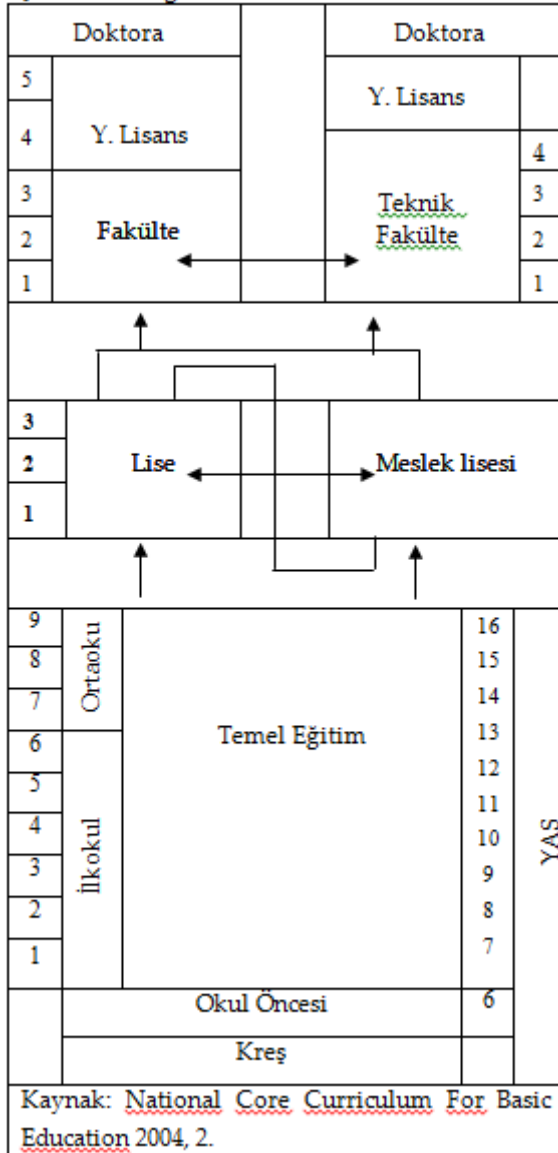 Doktora Doktora
5
Y. Lisans
4 Y. Lisans 4
3 3
Teknik
Fakülte Fakülte
2 2
1 1
3
2 Lise Meslek lisesi
1
9 16
8 15
7 14
Ortaoku
6 Temel Eğitim 13
5 12
4 11
10
3 9
İlkokul
2 8
1 7
YAŞ
Okul Öncesi 6
Kreş
Kaynak: National Core Curriculum For Basic
Education 2004, 2.